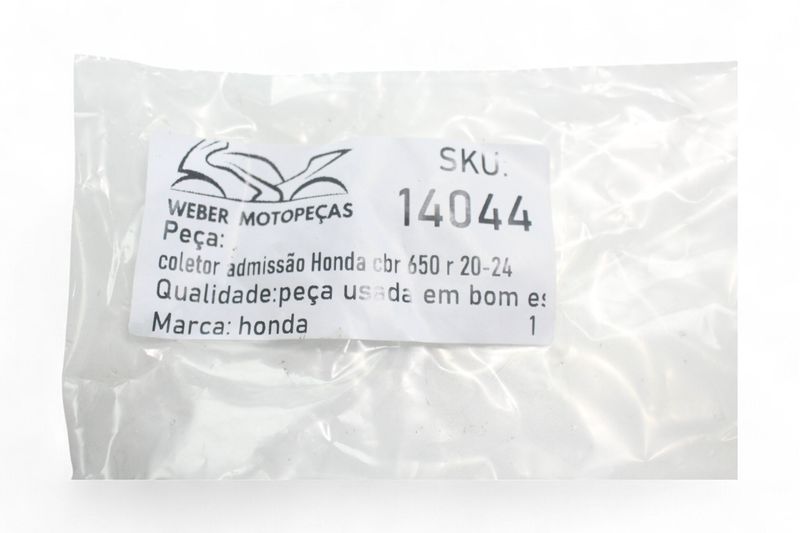 SKU:
14044
WEBER MOTOPEÇAS
Peça:
coletor admissão Honda cbr 650 r 20-24
Qualidade:peça usada em bom es
Marca: honda 1